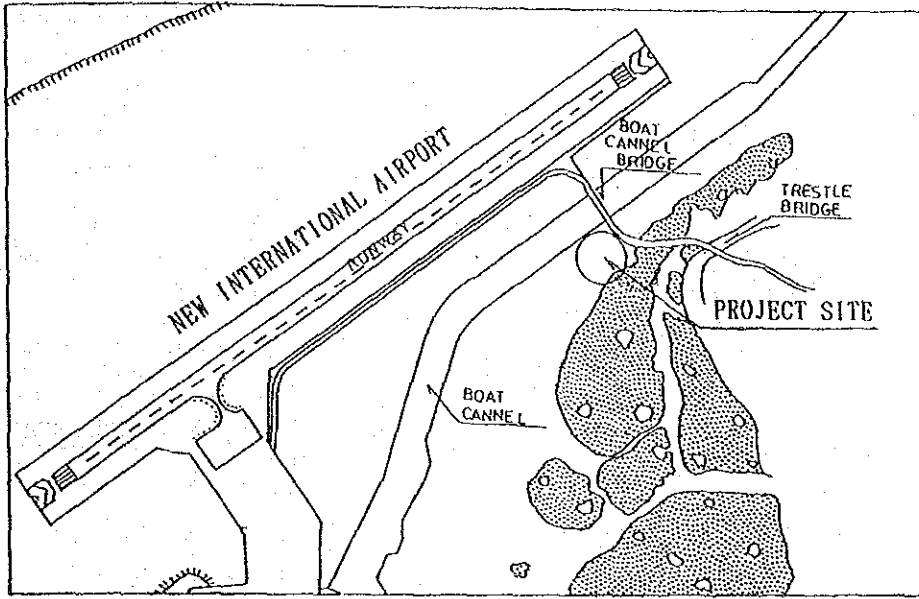 NEW INTERNATIONAL AIRPORT
RUNWAY
BOAT
CANNEL
BRIDGE
TRESTLE
BRIDGE
PROJECT SITE
BOAT
CANNEL